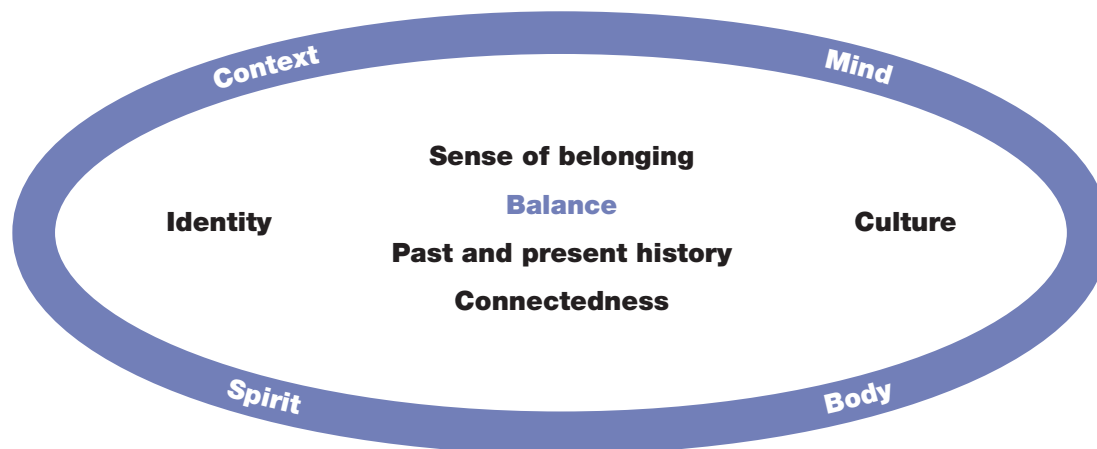 Context
Mind
Sense of belonging
Balance
Identity
Culture
Past and present history
Connectedness
Spirit
Body